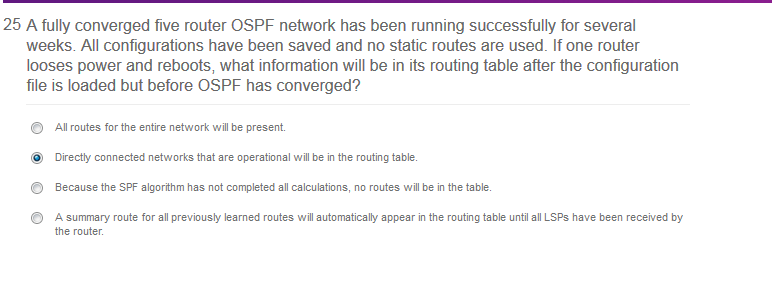 25 A fully converged five router OSPF network has been running successfully for several
weeks. All configurations have been saved and no static routes are used. If one router
looses power and reboots, what information will be in its routing table after the configuration
file is loaded but before OSPF has converged?
All routes for the entire network will be present.
Directly connected networks that are operational will be in the routing table.
Because the SPF algorithm has not completed all calculations, no routes will be in the table.
A summary route for all previously learned routes will automatically appear in the routing table until all LSPs have been received by
the router.